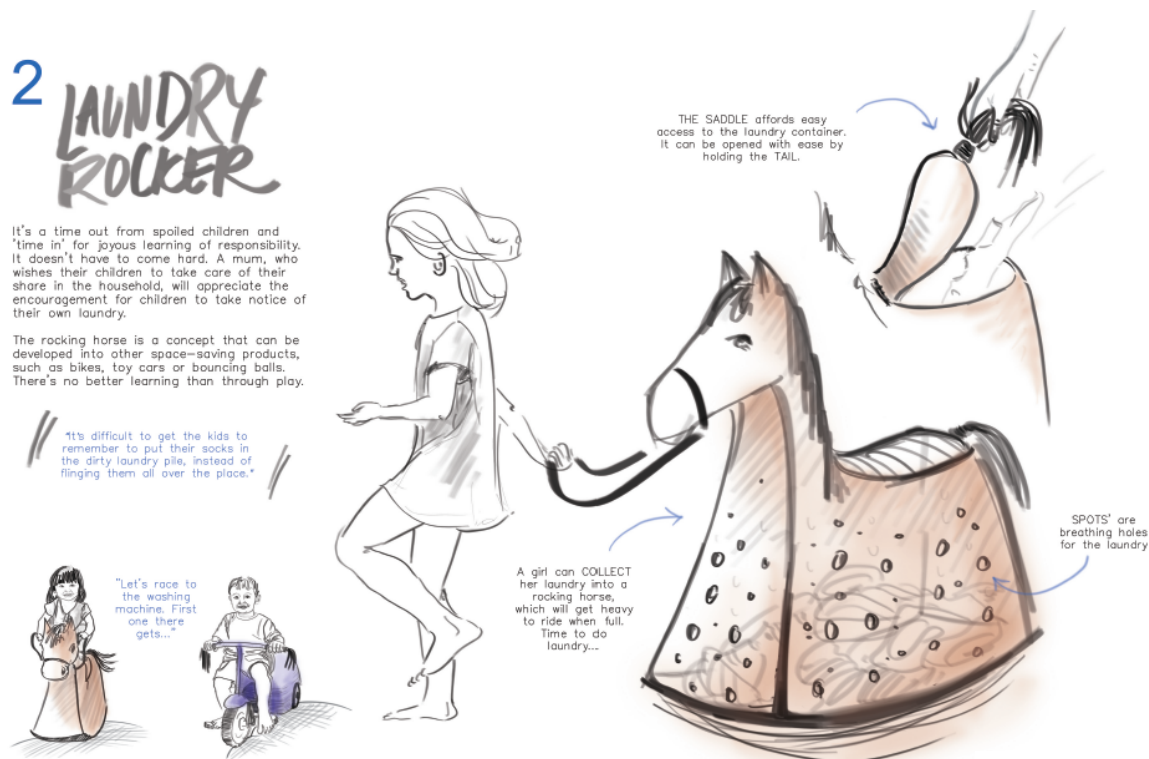 2
LAUNDRY
ROCKER
It's a time out from spoiled children and
'time in' for joyous learning of responsibility.
It doesn't have to come hard. A mum, who
wishes their children to take care of their
share in the household, will appreciate the
encouragement for children to take notice of
their own laundry.
The rocking horse is a concept that can be
developed into other space-saving products,
such as bikes, toy cars or bouncing balls.
There's no better learning than through play.
"It's difficult to get the kids to
remember to put their socks in
the dirty laundry pile, instead of
flinging them all over the place."
"Let's race to
the washing
machine. First
one there
gets..."
A girl can COLLECT
her laundry into a
rocking horse,
which will get heavy
to ride when full.
Time to do
laundry...
THE SADDLE affords easy
access to the laundry container.
It can be opened with ease by
holding the TAIL.
SPOTS' are
breathing holes
for the laundry